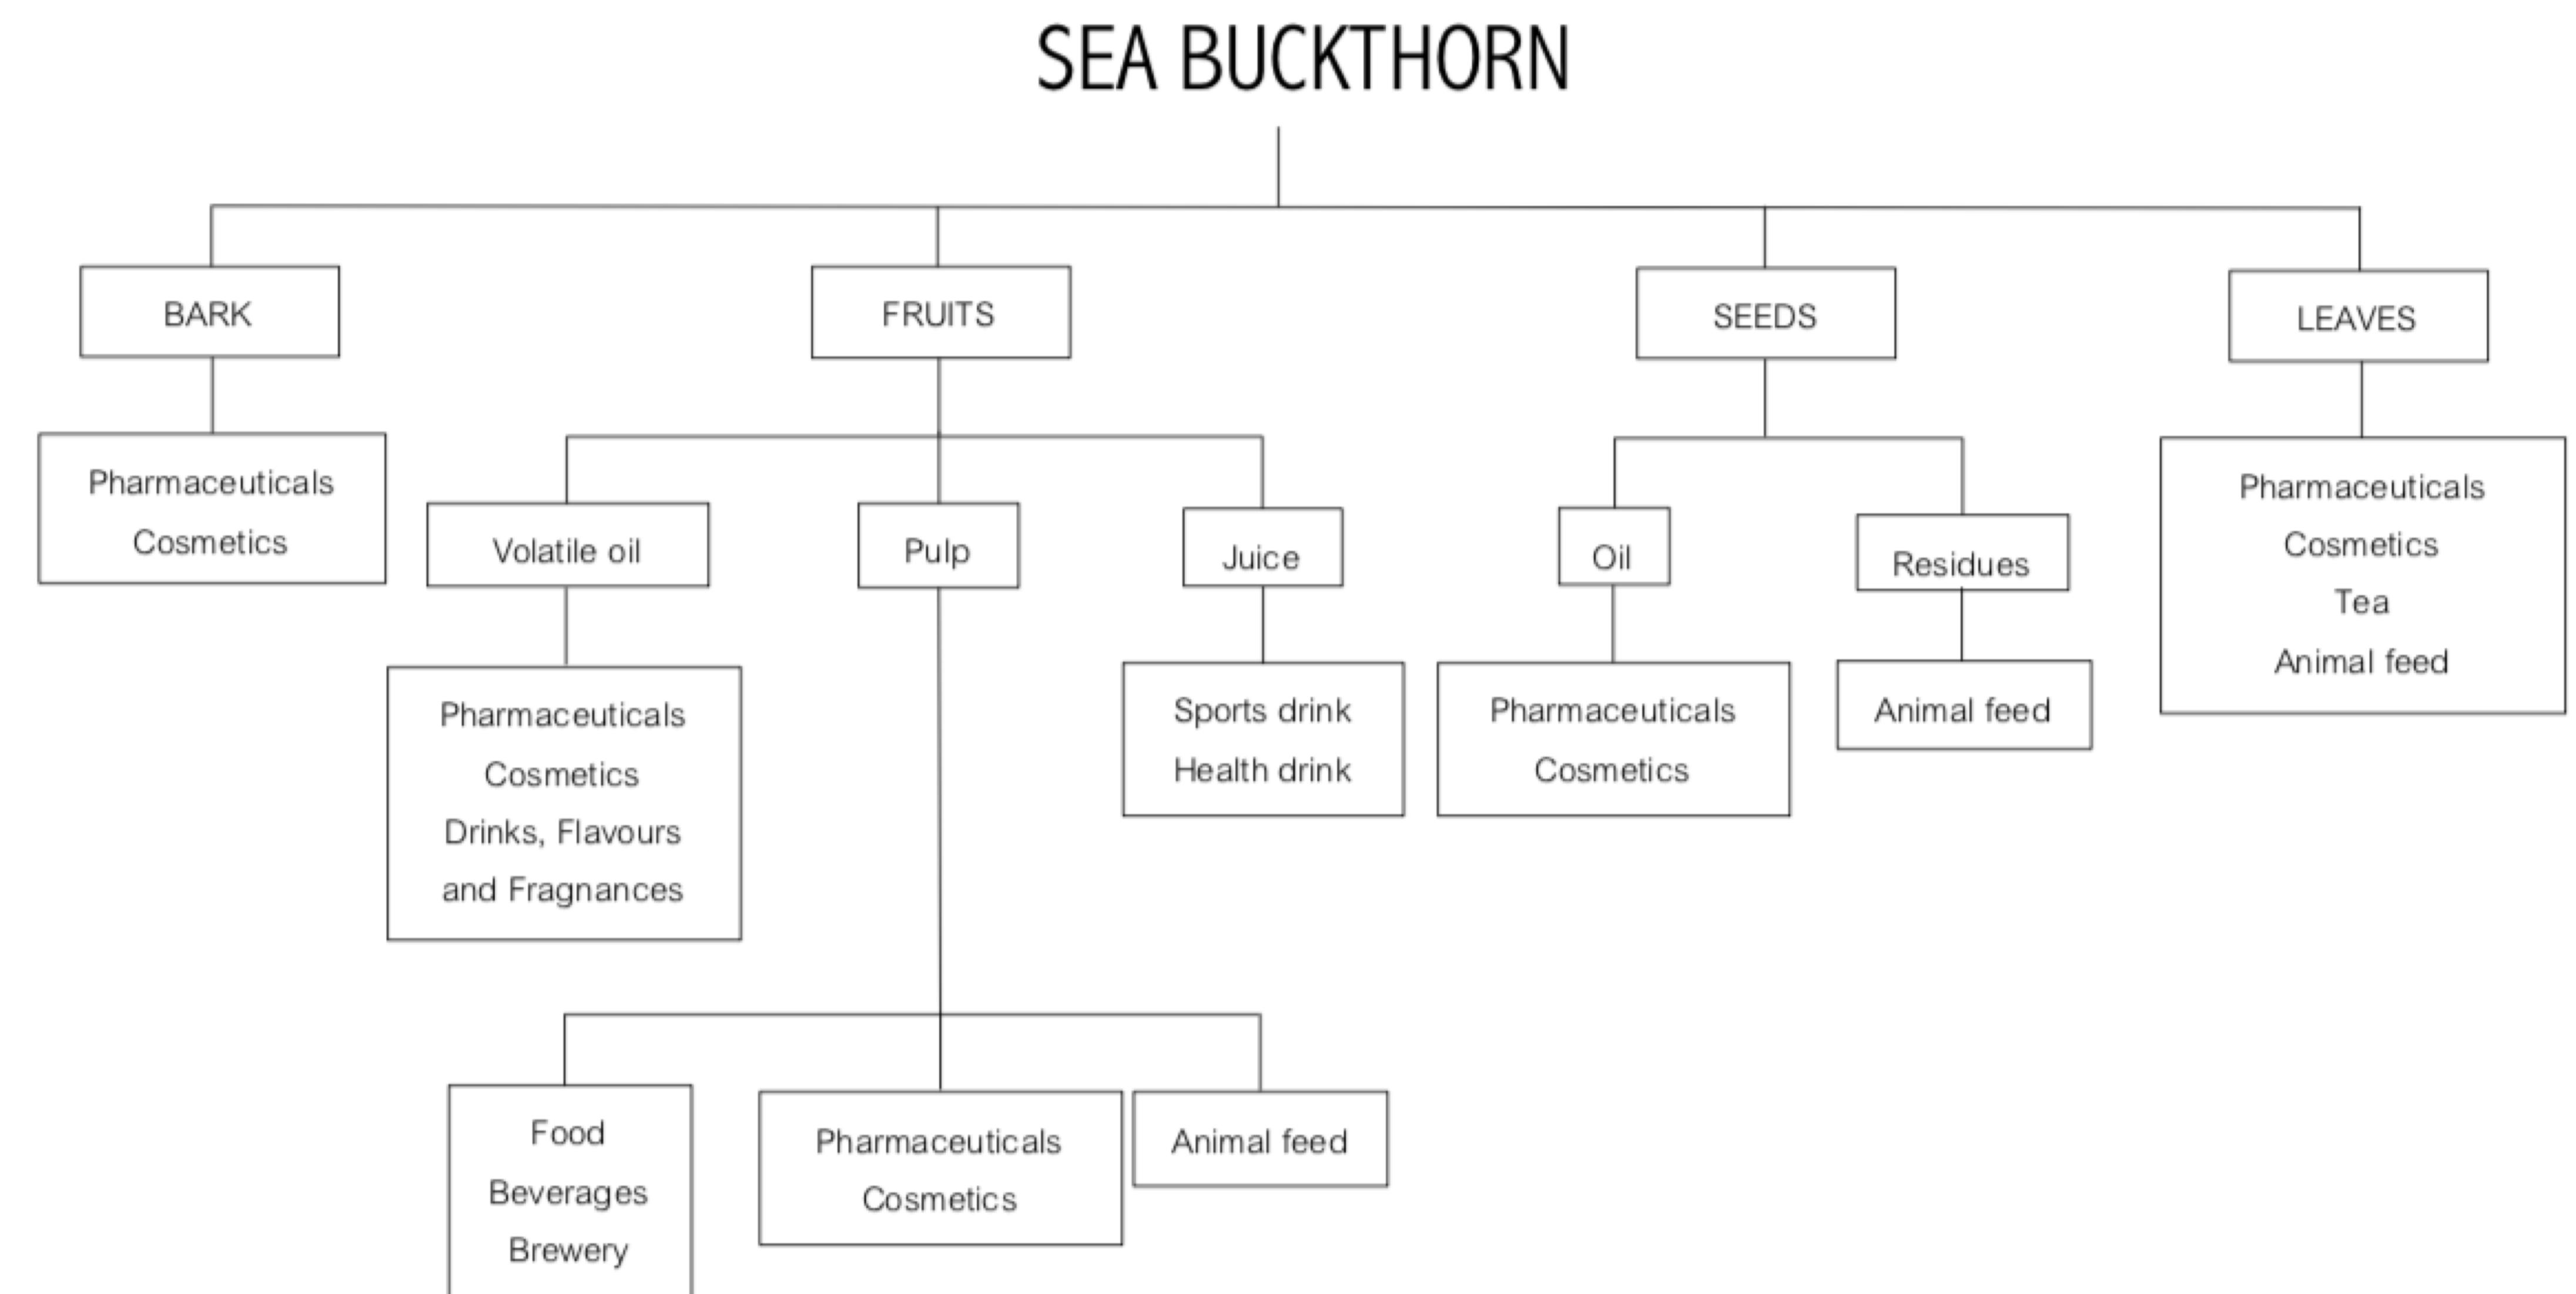 SEA BUCKTHORN
BARK
FRUITS
SEEDS
LEAVES
Pharmaceuticals
Cosmetics
Volatile oil
Pulp
Juice
Oil
Residues
Pharmaceuticals
Cosmetics
Tea
Animal feed
Pharmaceuticals
Cosmetics
Drinks, Flavours
and Fragnances
Sports drink
Health drink
Pharmaceuticals
Cosmetics
Animal feed
Food
Beverages
Brewery
Pharmaceuticals
Cosmetics
Animal feed